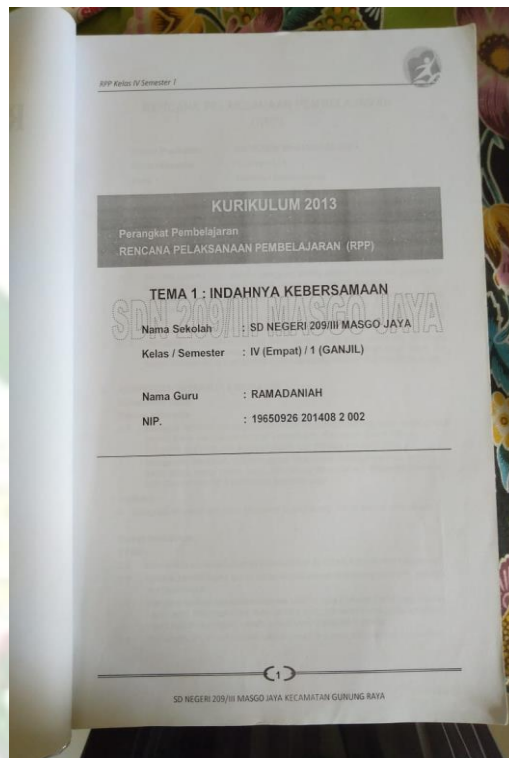 RPP Kelas IV Semester 1
KURIKULUM 2013
Perangkat Pembelajaran
RENCANA PELAKSANAAN PEMBELAJARAN (RPP)
TEMA 1 : INDAHNYA KEBERSAMAAN
SDN 209/III MASGO JAYA
Nama Sekolah : SD NEGERI 209/III MASGO JAYA
Kelas / Semester : IV (Empat) / 1 (GANJIL)
Nama Guru : RAMADANIAH
NIP. : 19650926 201408 2 002
1
SD NEGERI 209/III MASGO JAYA KECAMATAN GUNUNG RAYA